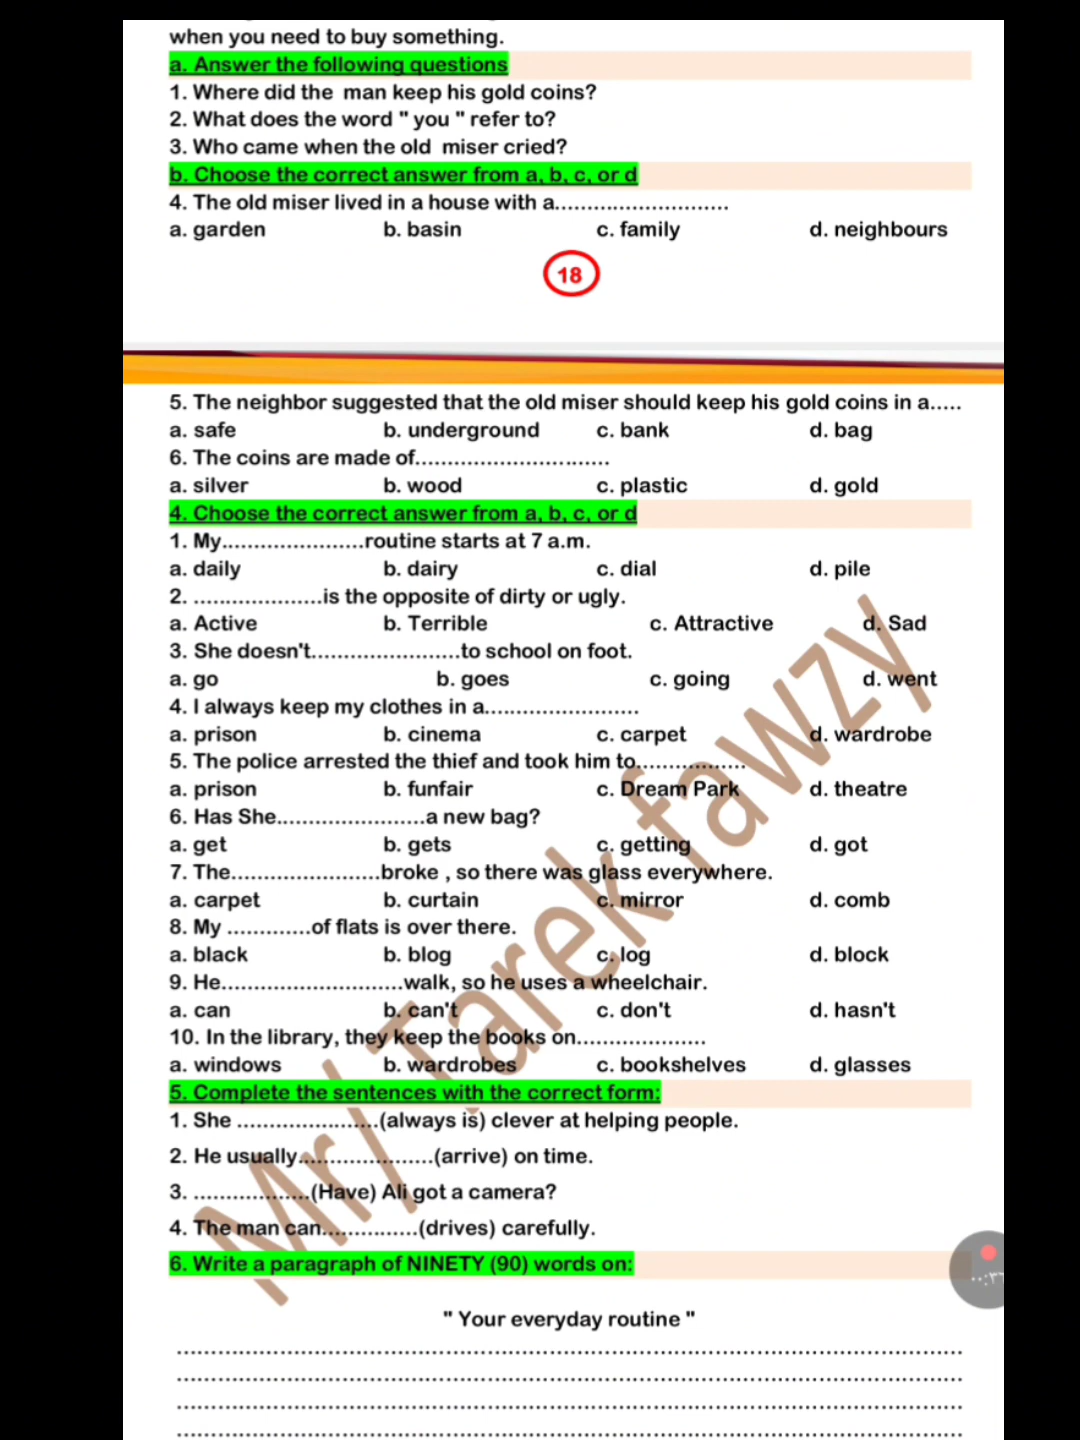 when you need to buy something.
a. Answer the following questions
1. Where did the man keep his gold coins?
2. What does the word " you " refer to?
3. Who came when the old miser cried?
b. Choose the correct answer from a, b, c, or d
4. The old miser lived in a house with a...........................
a. garden b. basin c. family d. neighbours
18
5. The neighbor suggested that the old miser should keep his gold coins in a.....
a. safe b. underground c. bank d. bag
6. The coins are made of..............................
a. silver b. wood c. plastic d. gold
4. Choose the correct answer from a, b, c, or d
1. My......................routine starts at 7 a.m.
a. daily b. dairy c. dial d. pile
2. ....................is the opposite of dirty or ugly.
a. Active b. Terrible c. Attractive d. Sad
3. She doesn't.......................to school on foot.
a. go b. goes c. going d. went
4. I always keep my clothes in a........................
a. prison b. cinema c. carpet d. wardrobe
5. The police arrested the thief and took him to.................
a. prison b. funfair c. Dream Park d. theatre
6. Has She.......................a new bag?
a. get b. gets c. getting d. got
7. The.......................broke , so there was glass everywhere.
a. carpet b. curtain c. mirror d. comb
8. My .............of flats is over there.
a. black b. blog c. log d. block
9. He............................walk, so he uses a wheelchair.
a. can b. can't c. don't d. hasn't
10. In the library, they keep the books on....................
a. windows b. wardrobes c. bookshelves d. glasses
5. Complete the sentences with the correct form:
1. She ......................(always is) clever at helping people.
2. He usually.....................(arrive) on time.
3. ..................(Have) Ali got a camera?
4. The man can...............(drives) carefully.
6. Write a paragraph of NINETY (90) words on:
" Your everyday routine "
Mr/ Tarek fawzy